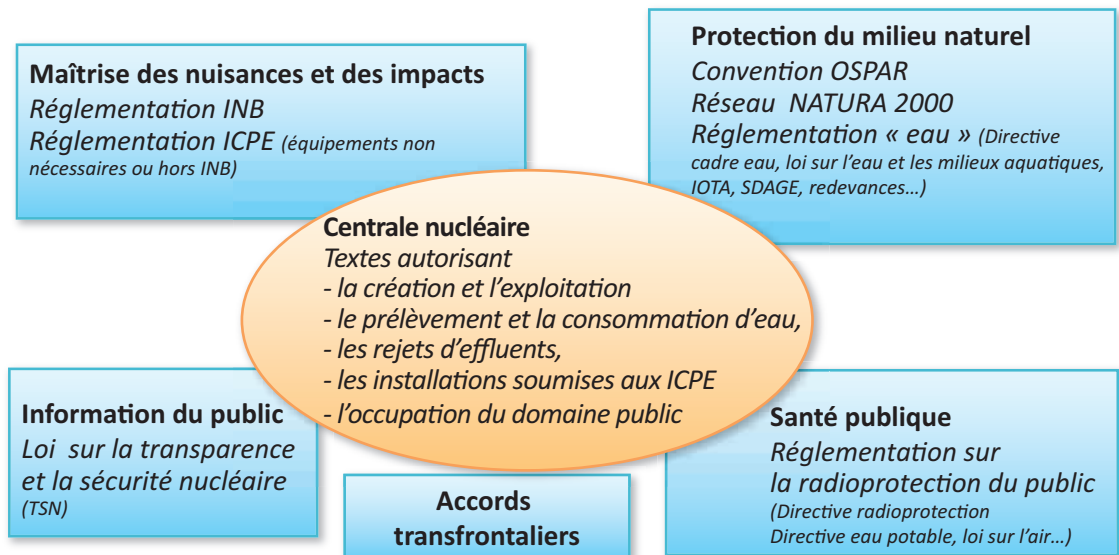 Maîtrise des nuisances et des impacts
Réglementation INB
Réglementation ICPE (équipements non
nécessaires ou hors INB)
Protection du milieu naturel
Convention OSPAR
Réseau NATURA 2000
Réglementation « eau » (Directive
cadre eau, loi sur l'eau et les milieux aquatiques,
IOTA, SDAGE, redevances...)
Centrale nucléaire
Textes autorisant
- la création et l'exploitation
- le prélèvement et la consommation d'eau,
- les rejets d'effluents,
- les installations soumises aux ICPE
- l'occupation du domaine public
Information du public
Loi sur la transparence
et la sécurité nucléaire
(TSN)
Accords
transfrontaliers
Santé publique
Réglementation sur
la radioprotection du public
(Directive radioprotection
Directive eau potable, loi sur l'air...)